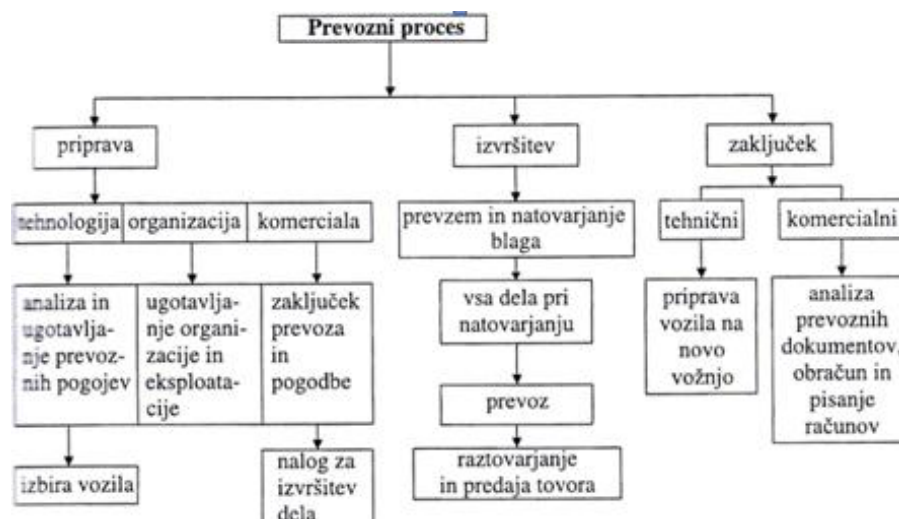 Prevozni proces
priprava
izvršitev
zaključek
tehnologija
organizacija
komerciala
prevzem in natovarjanje
blaga
tehnični
komercialni
analiza in
ugotavlja-
nje prevoz-
nih pogojev
ugotavlja-
nje organi-
zacije in
eksploata-
cije
zaključek
prevoza
in
pogodbe
vsa dela pri
natovarjanju
priprava
vozila na
novo
vožnjo
analiza
prevoznih
dokumentov,
obračun in
pisanje
računov
prevoz
izbira vozila
nalog za
izvršitev
dela
raztovarjanje
in predaja tovora